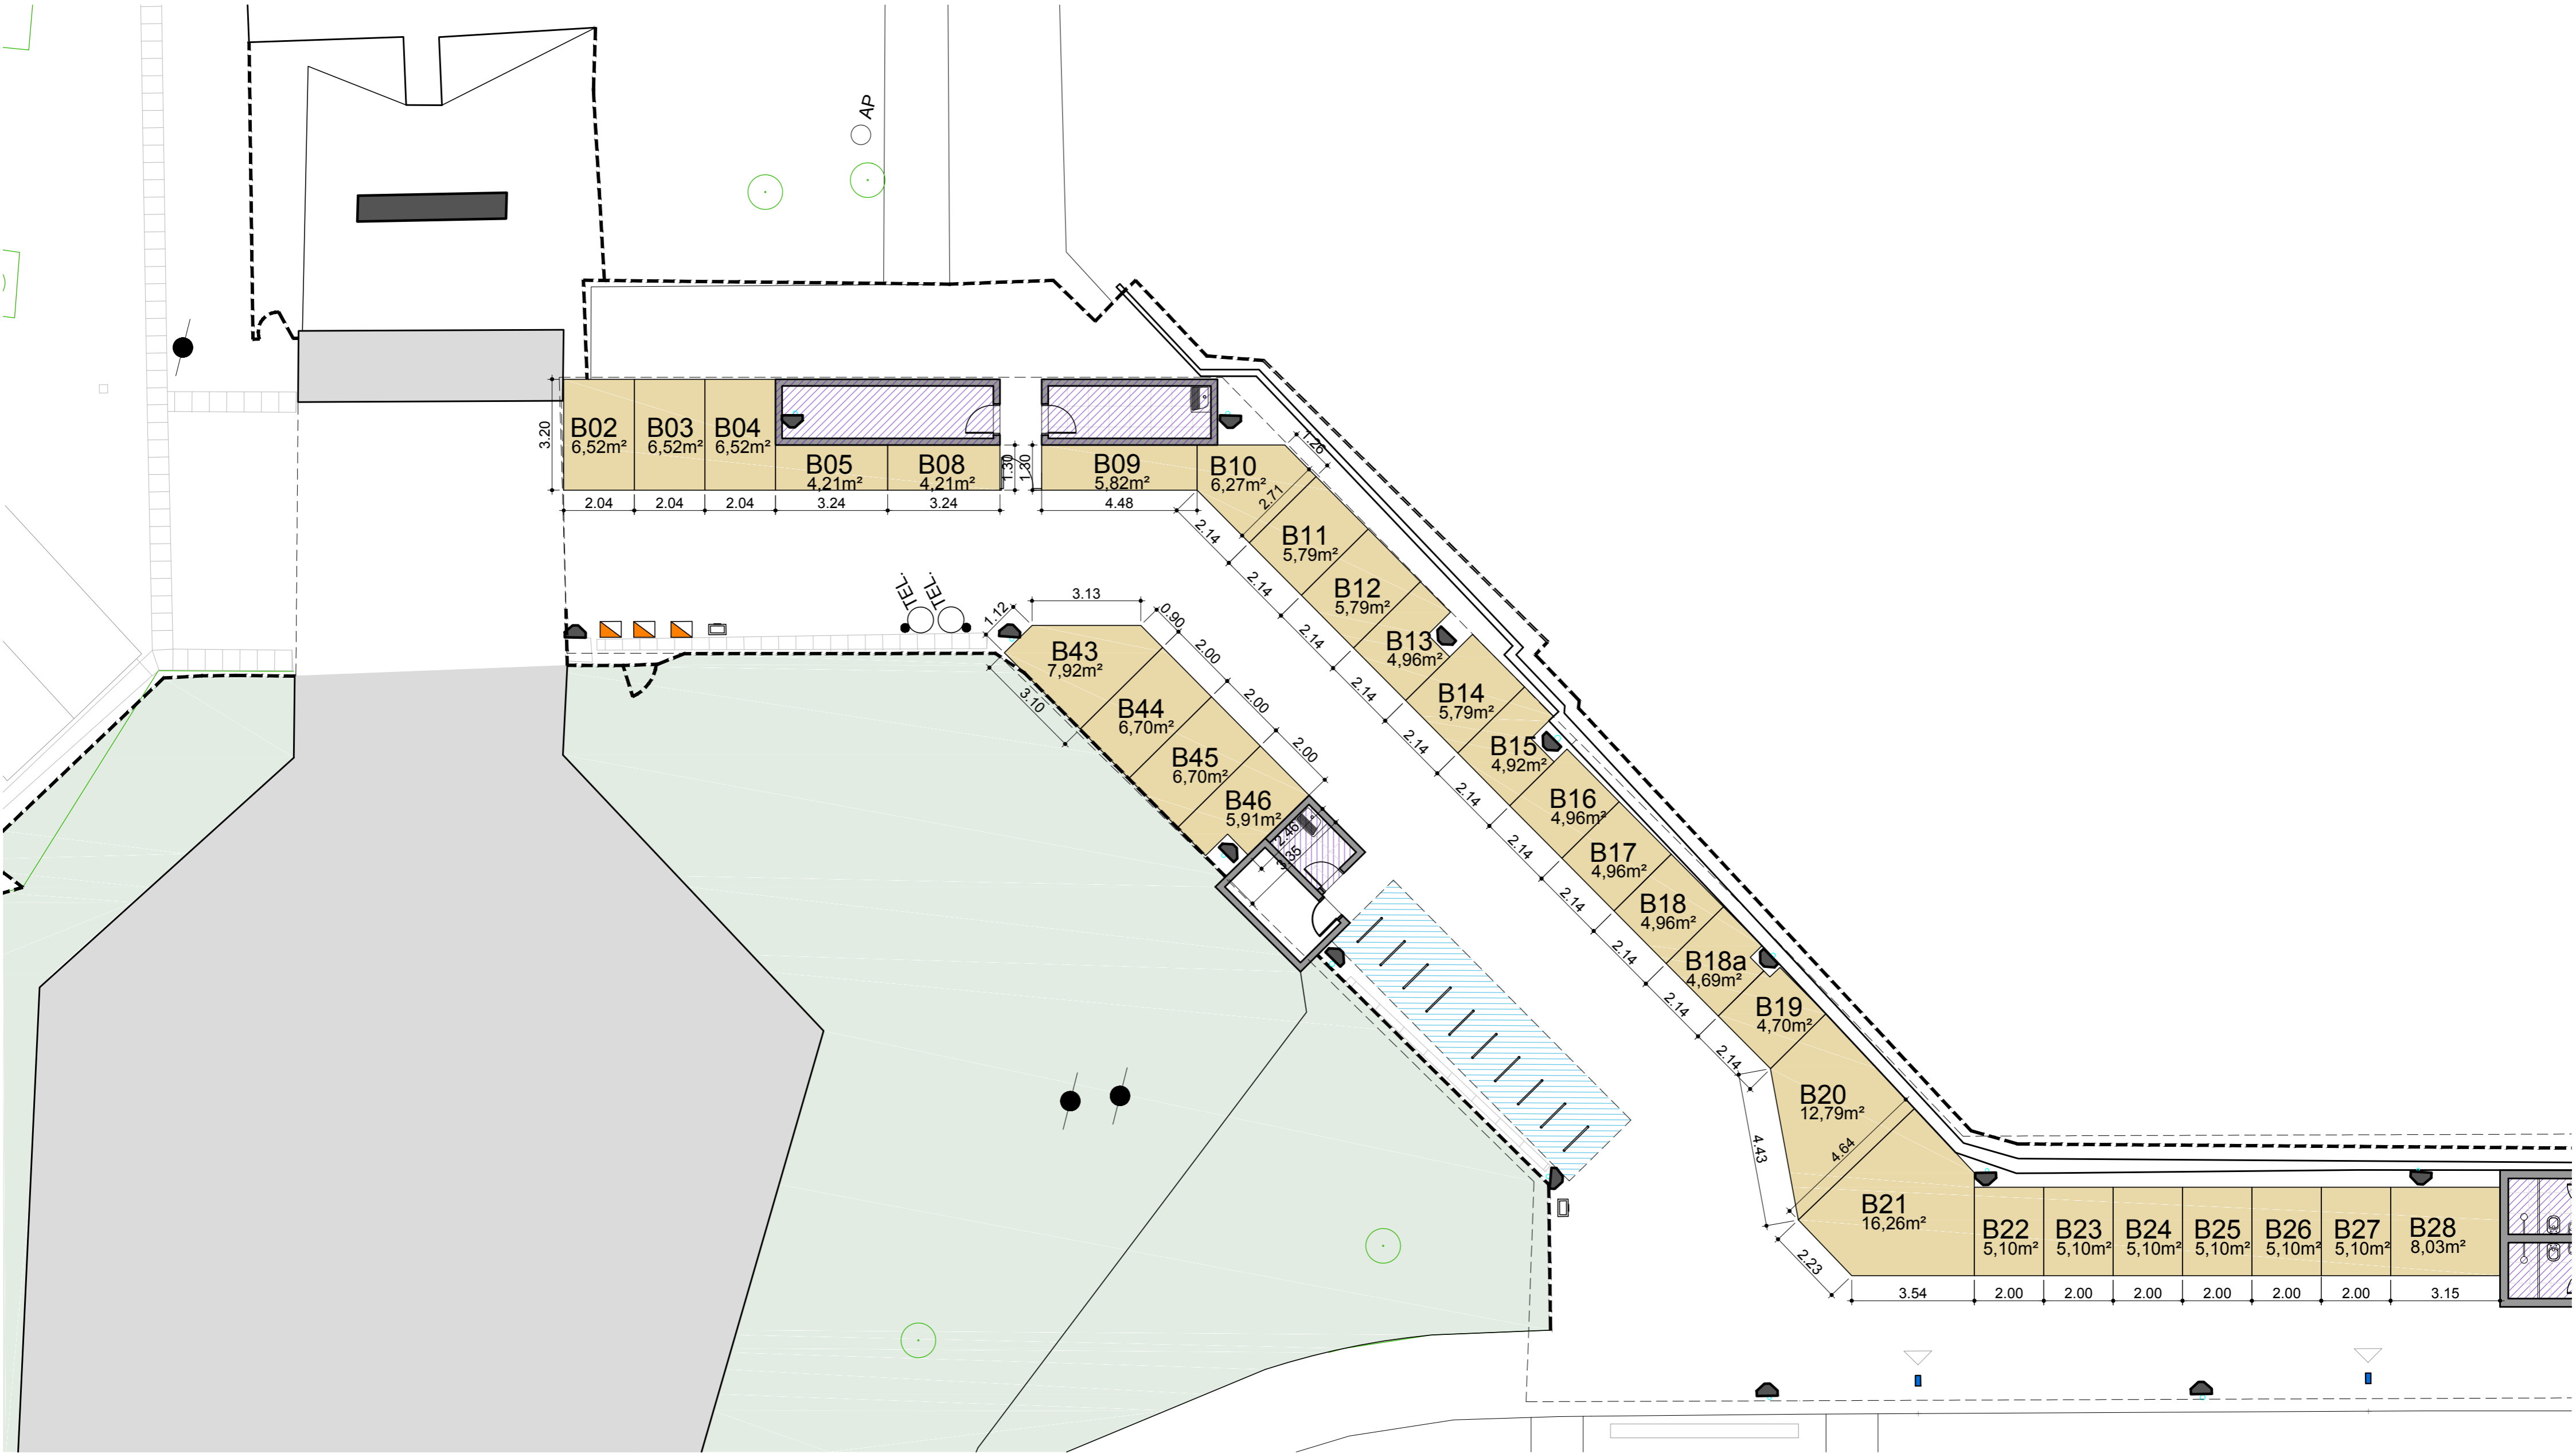 AP
3.20
B02
6,52m²
B03
6,52m²
B04
6,52m²
B05
4,21m²
B08
4,21m²
1.30
1.30
B09
5,82m²
B10
6,27m²
1.26
2.04
2.04
2.04
3.24
3.24
4.48
2.71
2.14
B11
5,79m²
2.14
B12
5,79m²
2.14
B13
4,96m²
2.14
B14
5,79m²
2.14
B15
4,92m²
2.14
B16
4,96m²
2.14
B17
4,96m²
2.14
B18
4,96m²
2.14
B18a
4,69m²
2.14
B19
4,70m²
2.14
TEL.
TEL.
1.12
3.13
0.90
B43
7,92m²
2.00
3.10
B44
6,70m²
2.00
B45
6,70m²
2.00
B46
5,91m²
2.46
3.35
B20
12,79m²
4.43
4.64
B21
16,26m²
2.23
B22
5,10m²
B23
5,10m²
B24
5,10m²
B25
5,10m²
B26
5,10m²
B27
5,10m²
B28
8,03m²
3.54
2.00
2.00
2.00
2.00
2.00
2.00
3.15